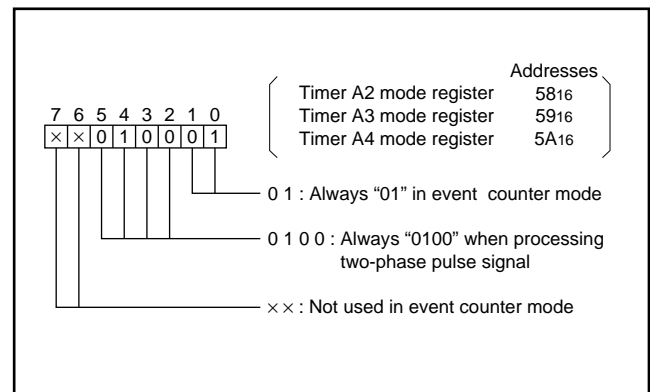 Addresses
Timer A2 mode register 5816
Timer A3 mode register 5916
Timer A4 mode register 5A16
7 6 5 4 3 2 1 0
× × 0 1 0 0 0 1
0 1 : Always “01” in event counter mode
0 1 0 0 : Always “0100” when processing
two-phase pulse signal
×× : Not used in event counter mode